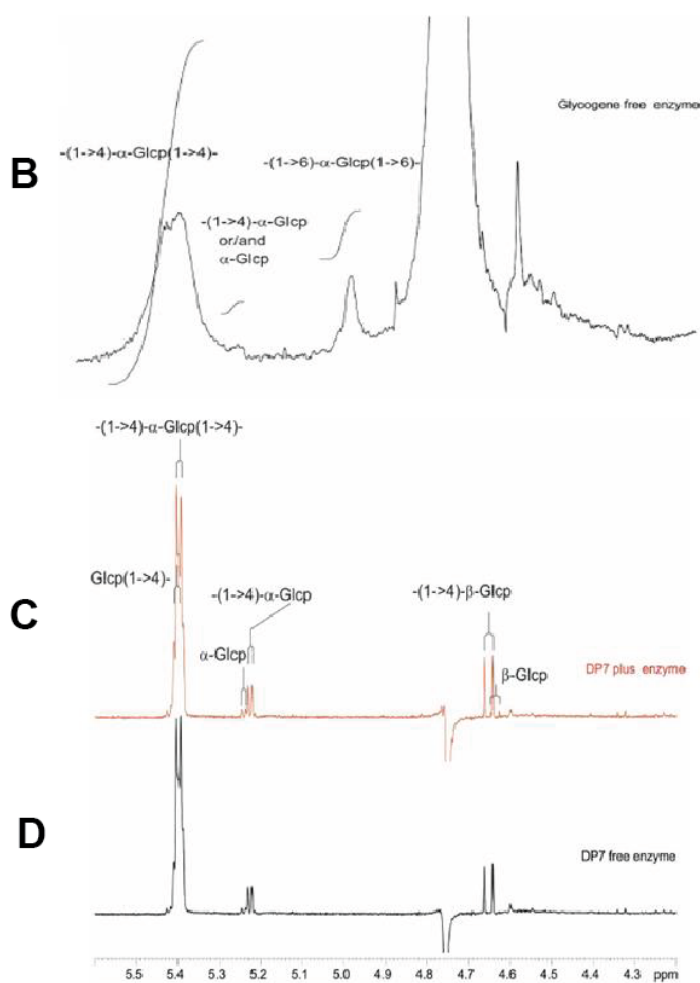 B
Glycogene free enzyme
-(1->4)-α-Glcp(1->4)-
-(1->6)-α-Glcp(1->6)-
-(1->4)-α-Glcp
or/and
α-Glcp
C
-(1->4)-α-Glcp(1->4)-
Glcp(1->4)-
-(1->4)-α-Glcp
α-Glcp
-(1->4)-β-Glcp
β-Glcp
DP7 plus enzyme
D
DP7 free enzyme
5.5 5.4 5.3 5.2 5.1 5.0 4.9 4.8 4.7 4.6 4.5 4.4 4.3 ppm